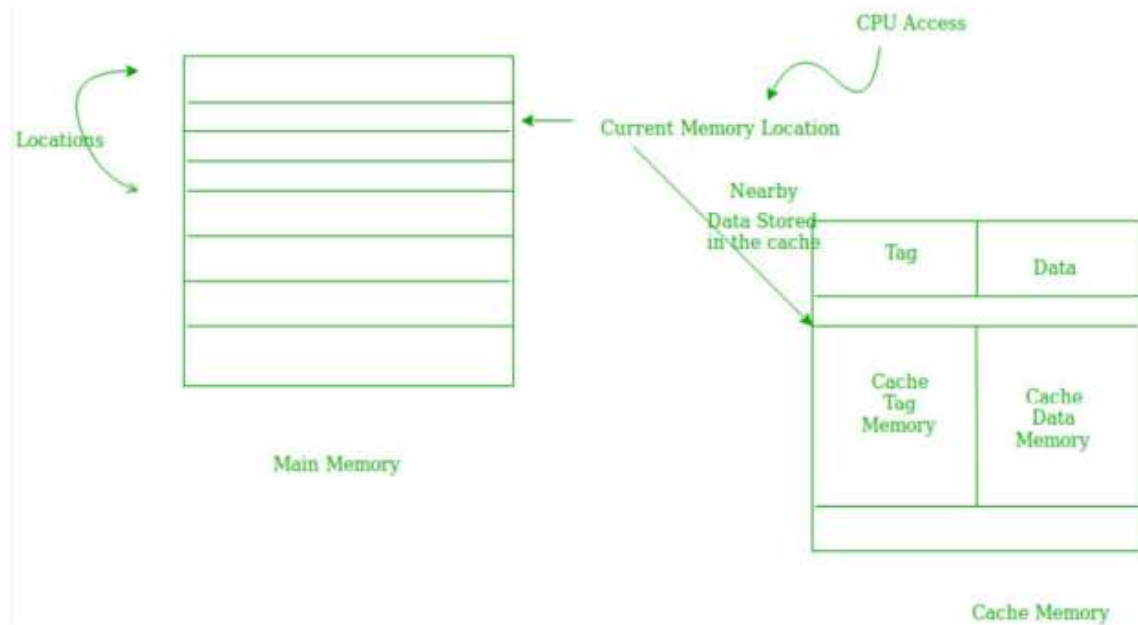 CPU Access
Locations
Current Memory Location
Nearby
Data Stored
in the cache
Tag
Data
Cache
Tag
Memory
Cache
Data
Memory
Main Memory
Cache Memory